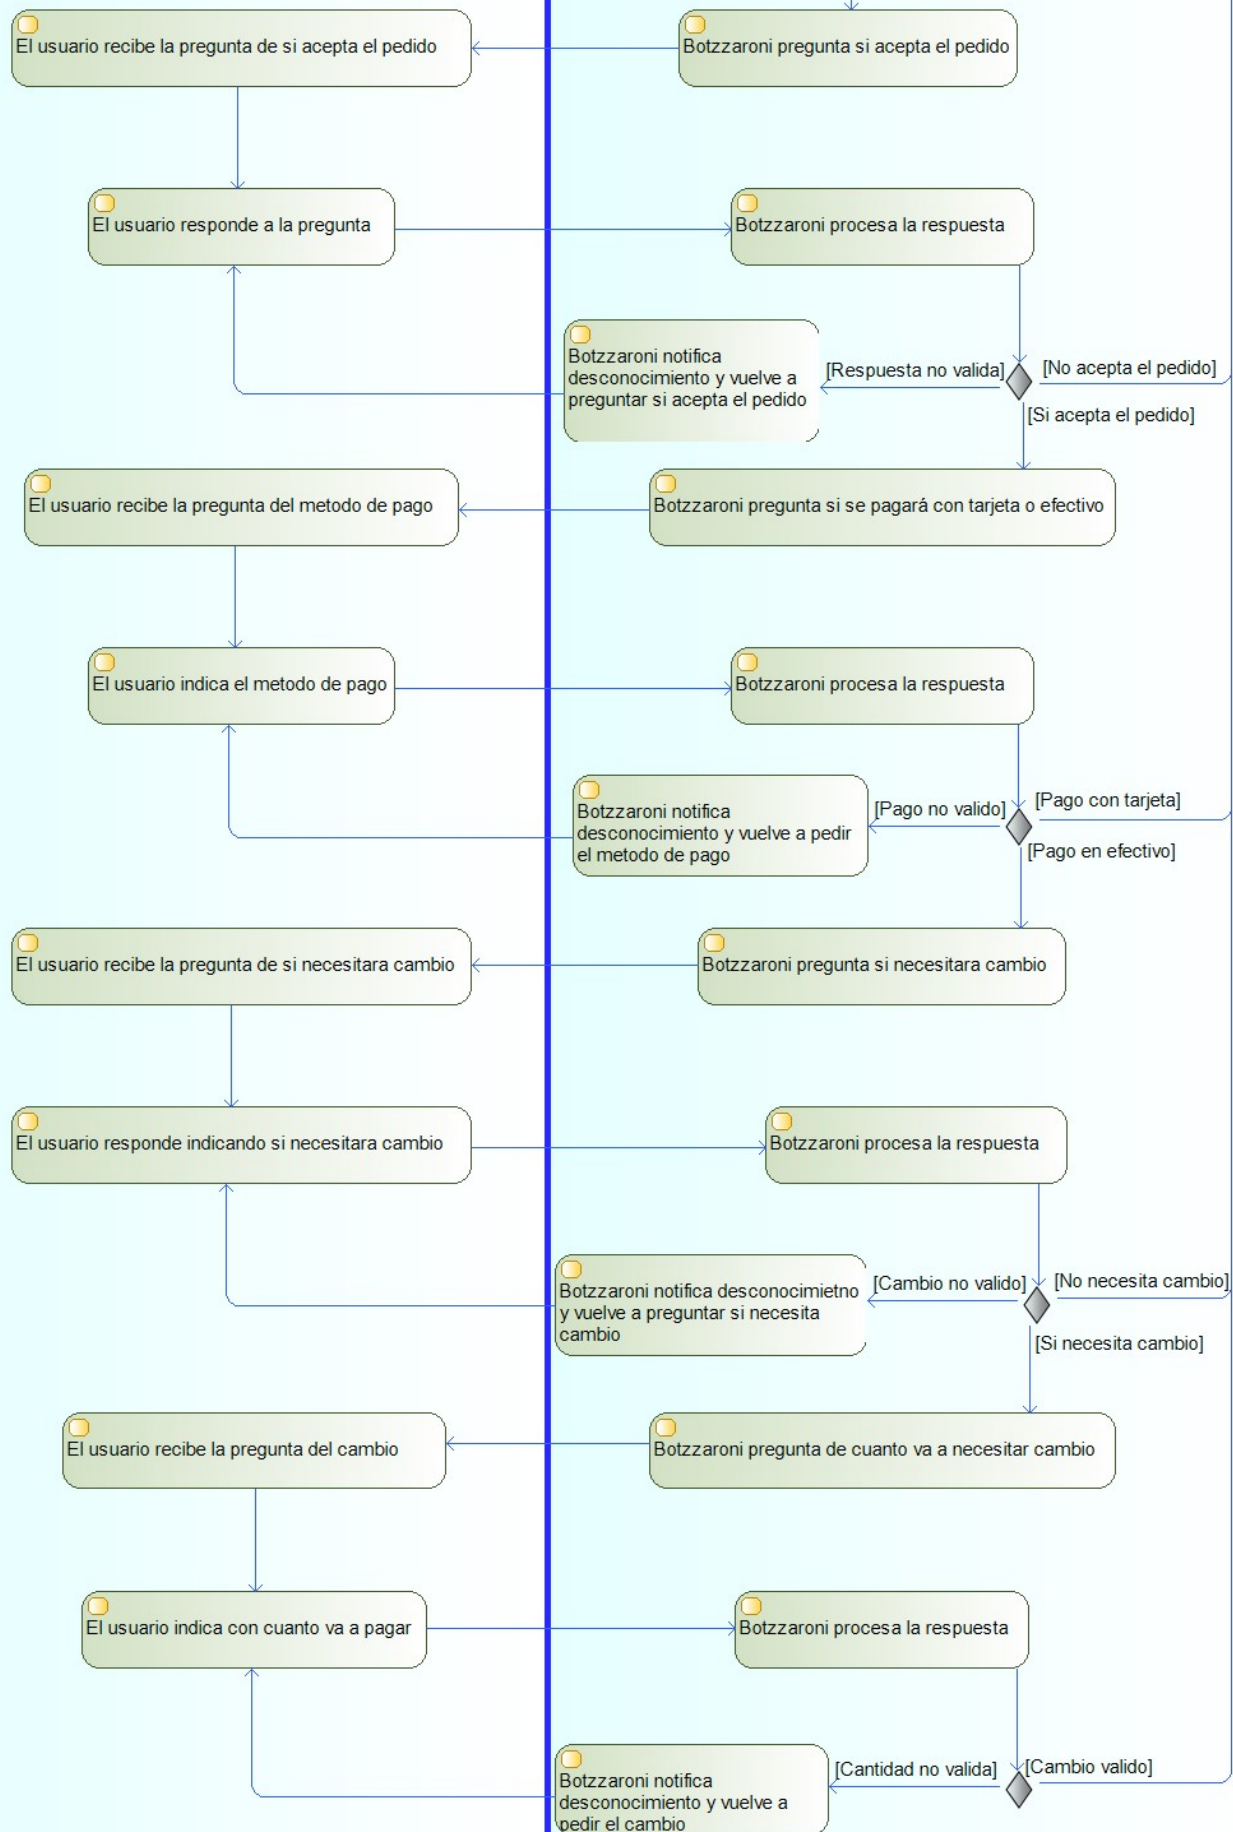 El usuario recibe la pregunta de si acepta el pedido
Botzzaroni pregunta si acepta el pedido
El usuario responde a la pregunta
Botzzaroni procesa la respuesta
Botzzaroni notifica
desconocimiento y vuelve a
preguntar si acepta el pedido
[Respuesta no valida]
[No acepta el pedido]
[Si acepta el pedido]
El usuario recibe la pregunta del metodo de pago
Botzzaroni pregunta si se pagará con tarjeta o efectivo
El usuario indica el metodo de pago
Botzzaroni procesa la respuesta
Botzzaroni notifica
desconocimiento y vuelve a pedir
el metodo de pago
[Pago no valido]
[Pago con tarjeta]
[Pago en efectivo]
El usuario recibe la pregunta de si necesitara cambio
Botzzaroni pregunta si necesitara cambio
El usuario responde indicando si necesitara cambio
Botzzaroni procesa la respuesta
Botzzaroni notifica desconocimietno
y vuelve a preguntar si necesita
cambio
[Cambio no valido]
[No necesita cambio]
[Si necesita cambio]
El usuario recibe la pregunta del cambio
Botzzaroni pregunta de cuanto va a necesitar cambio
El usuario indica con cuanto va a pagar
Botzzaroni procesa la respuesta
Botzzaroni notifica
desconocimiento y vuelve a
pedir el cambio
[Cantidad no valida]
[Cambio valido]